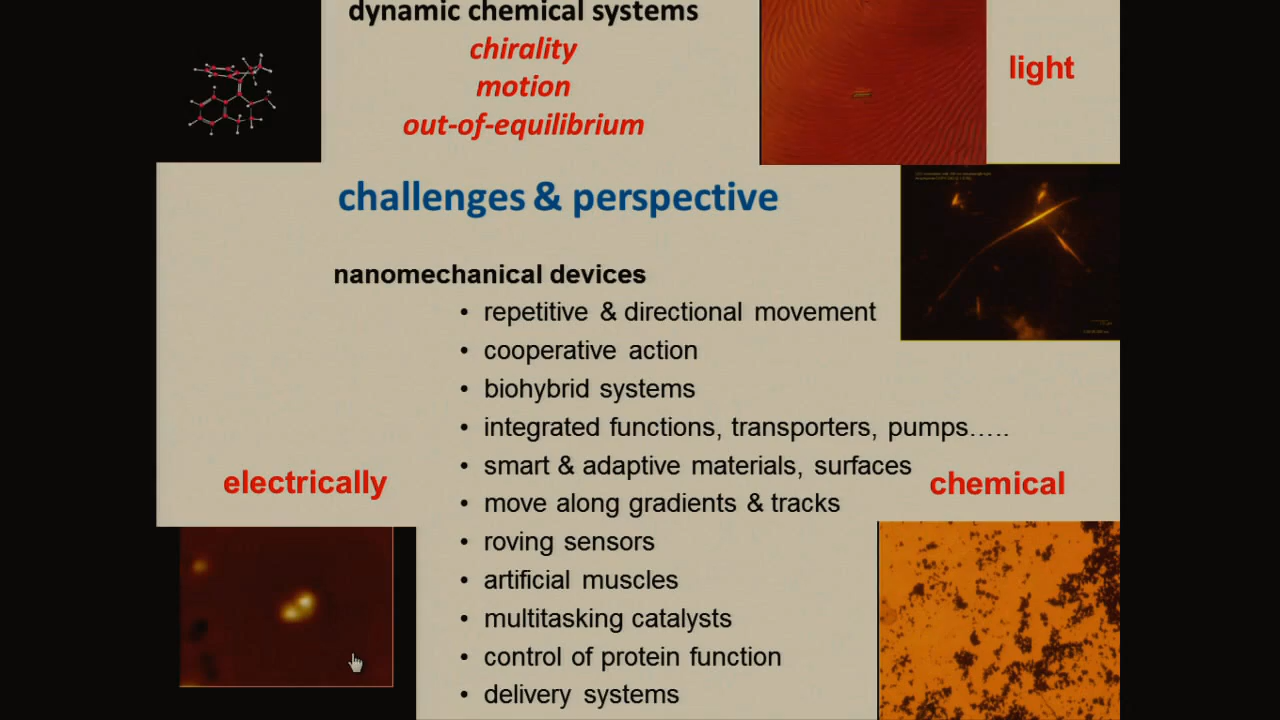 dynamic chemical systems
chirality
motion
out-of-equilibrium
light
challenges & perspective
nanomechanical devices
• repetitive & directional movement
• cooperative action
• biohybrid systems
• integrated functions, transporters, pumps…..
• smart & adaptive materials, surfaces
electrically
chemical
• move along gradients & tracks
• roving sensors
• artificial muscles
• multitasking catalysts
• control of protein function
• delivery systems